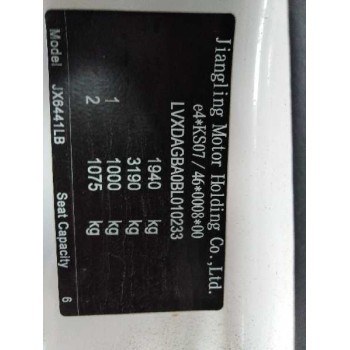 Jiangling Motor Holding Co.,Ltd.
e4*KS07/46*0008*00
LVXDAGBA0BL010233
1940 kg
3190 kg
1 1000 kg
2 1075 kg
Model JX6441LB Seat Capacity 6